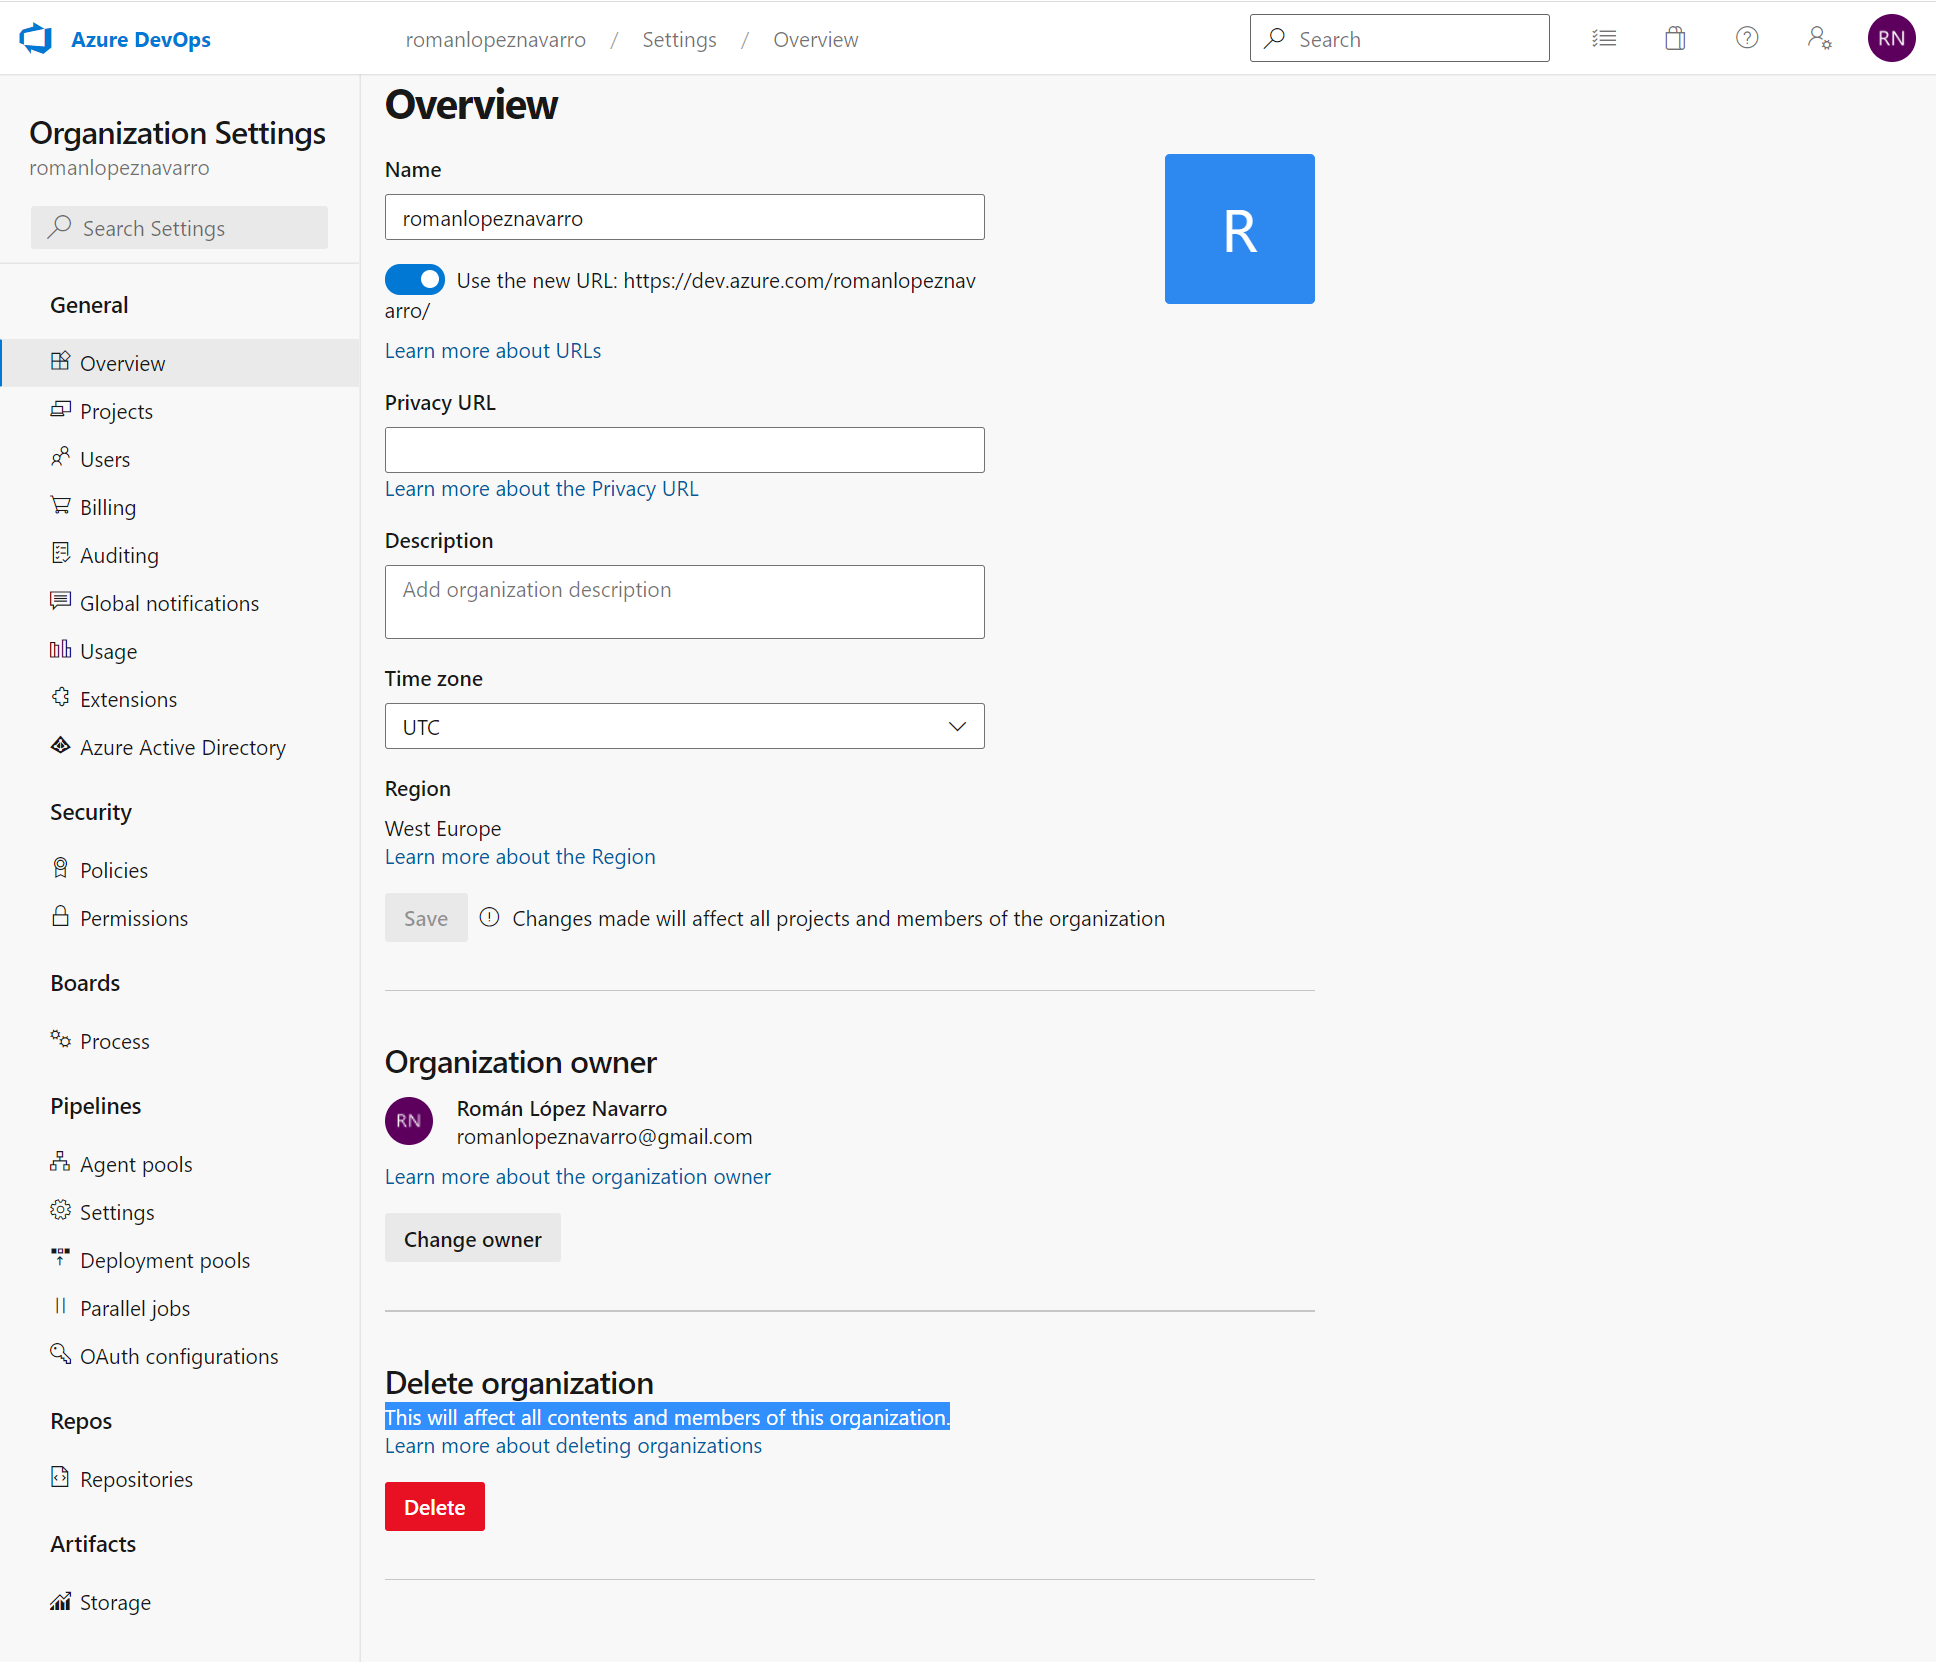 Azure DevOps
romanlopeznavarro / Settings / Overview
Search
RN
Organization Settings
romanlopeznavarro
Search Settings
General
Overview
Projects
Users
Billing
Auditing
Global notifications
Usage
Extensions
Azure Active Directory
Security
Policies
Permissions
Boards
Process
Pipelines
Agent pools
Settings
Deployment pools
Parallel jobs
OAuth configurations
Repos
Repositories
Artifacts
Storage
Overview
Name
romanlopeznavarro
R
Use the new URL: https://dev.azure.com/romanlopeznav
arro/
Learn more about URLs
Privacy URL
Learn more about the Privacy URL
Description
Add organization description
Time zone
UTC
Region
West Europe
Learn more about the Region
Save
Changes made will affect all projects and members of the organization
Organization owner
RN
Román López Navarro
romanlopeznavarro@gmail.com
Learn more about the organization owner
Change owner
Delete organization
This will affect all contents and members of this organization.
Learn more about deleting organizations
Delete